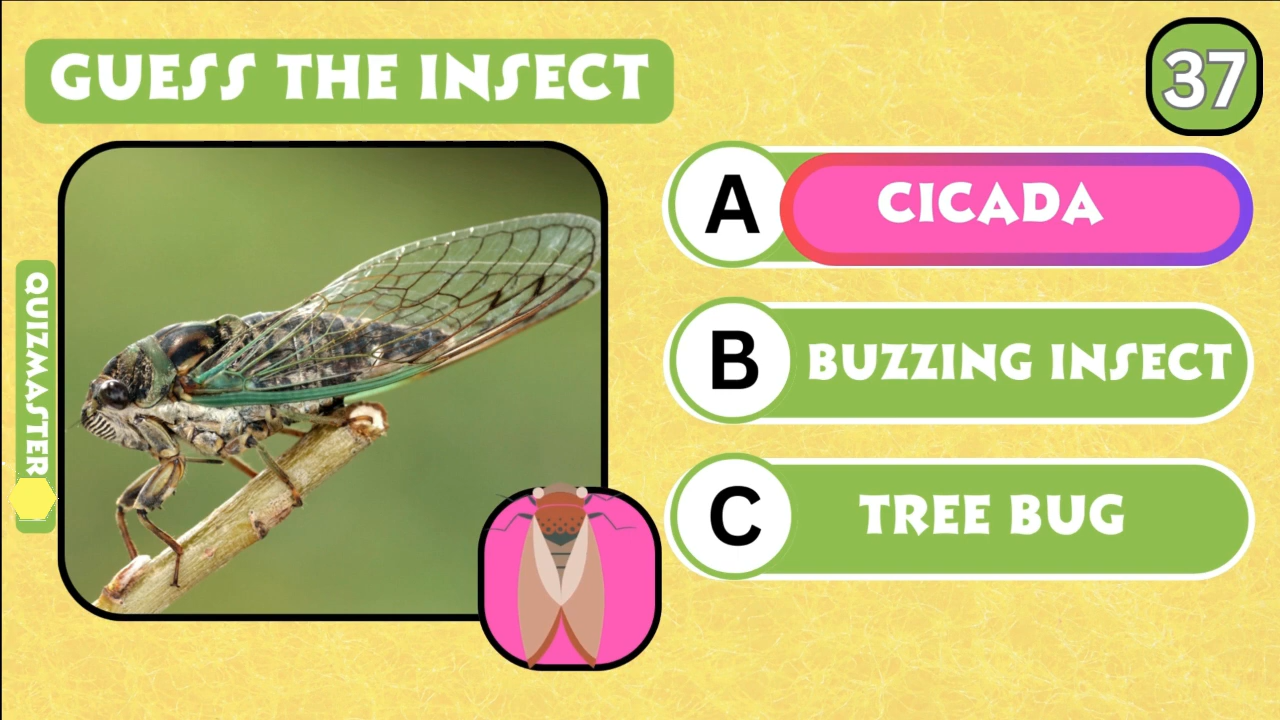 GUESS THE INSECT
37
QUIZMASTER
A
CICADA
B
BUZZING INSECT
C
TREE BUG